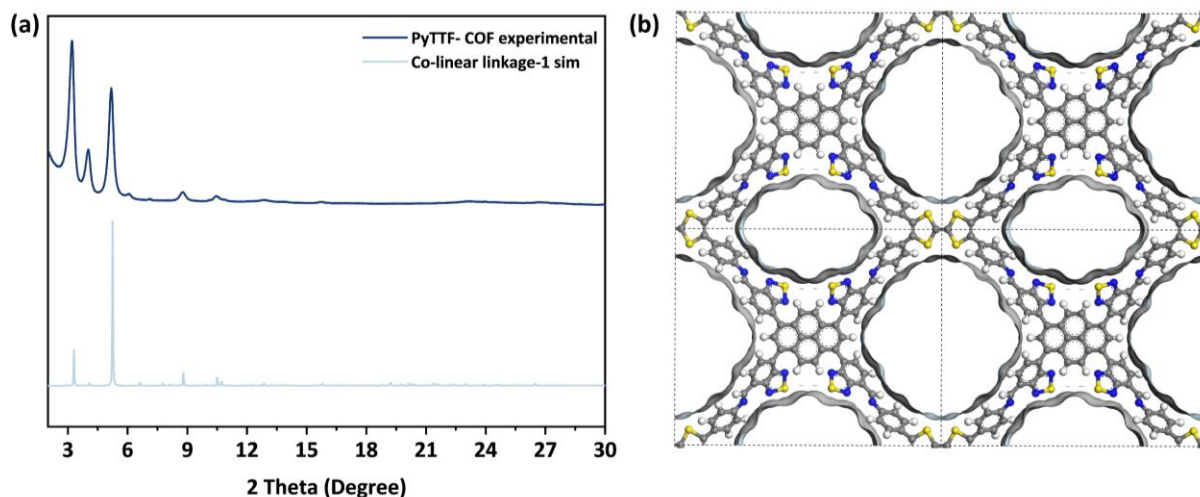 (a)
PyTTF- COF experimental
Co-linear linkage-1 sim
3 6 9 12 15 18 21 24 27 30
2 Theta (Degree)
(b)